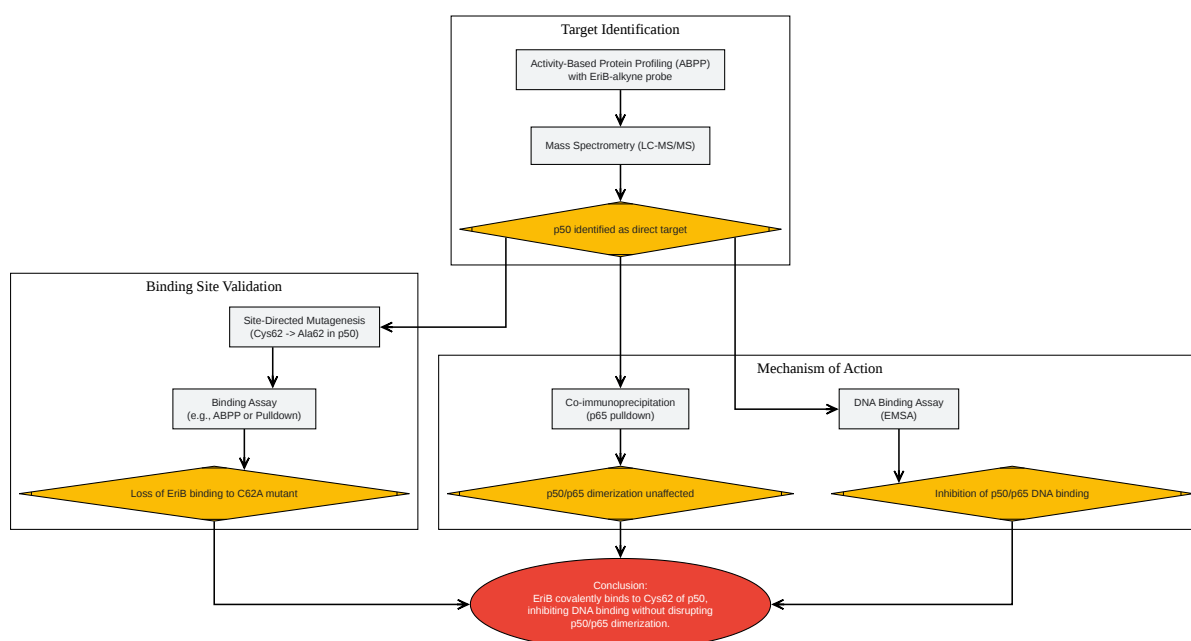 Target Identification
Activity-Based Protein Profiling (ABPP)
with EriB-alkyne probe
Mass Spectrometry (LC-MS/MS)
p50 identified as direct target
Binding Site Validation
Site-Directed Mutagenesis
(Cys62 -> Ala62 in p50)
Binding Assay
(e.g., ABPP or Pulldown)
Loss of EriB binding to C62A mutant
Mechanism of Action
Co-immunoprecipitation
(p65 pulldown)
DNA Binding Assay
(EMSA)
p50/p65 dimerization unaffected
Inhibition of p50/p65 DNA binding
Conclusion:
EriB covalently binds to Cys62 of p50,
inhibiting DNA binding without disrupting
p50/p65 dimerization.